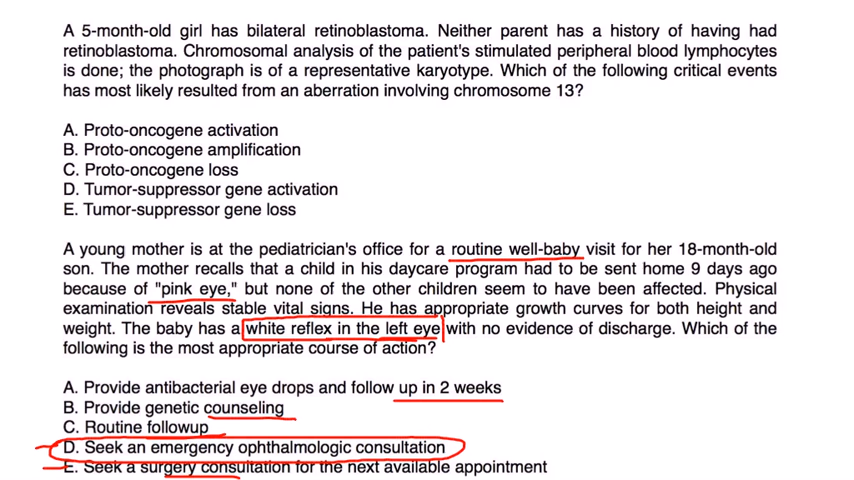 A 5-month-old girl has bilateral retinoblastoma. Neither parent has a history of having had
retinoblastoma. Chromosomal analysis of the patient's stimulated peripheral blood lymphocytes
is done; the photograph is of a representative karyotype. Which of the following critical events
has most likely resulted from an aberration involving chromosome 13?
A. Proto-oncogene activation
B. Proto-oncogene amplification
C. Proto-oncogene loss
D. Tumor-suppressor gene activation
E. Tumor-suppressor gene loss
A young mother is at the pediatrician's office for a routine well-baby visit for her 18-month-old
son. The mother recalls that a child in his daycare program had to be sent home 9 days ago
because of "pink eye," but none of the other children seem to have been affected. Physical
examination reveals stable vital signs. He has appropriate growth curves for both height and
weight. The baby has a white reflex in the left eye with no evidence of discharge. Which of the
following is the most appropriate course of action?
A. Provide antibacterial eye drops and follow up in 2 weeks
B. Provide genetic counseling
C. Routine followup
D. Seek an emergency ophthalmologic consultation
E. Seek a surgery consultation for the next available appointment